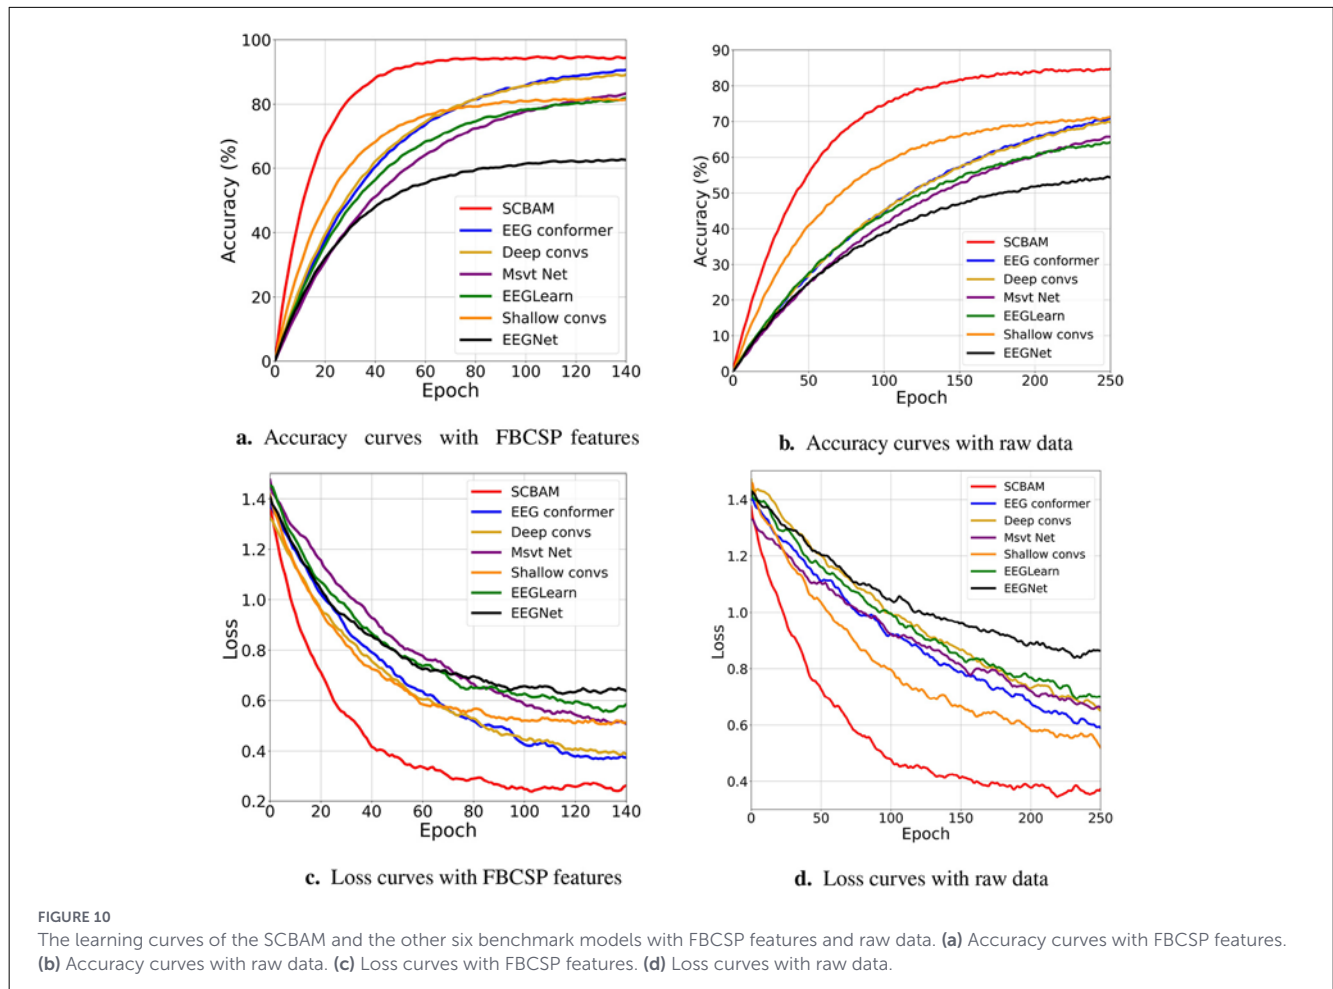 100
80
60
40
20
0
Accuracy (%)
0 20 40 60 80 100 120 140
Epoch
SCBAM
EEG conformer
Deep convs
Msvt Net
EEGLearn
Shallow convs
EEGNet
a. Accuracy curves with FBCSP features
90
80
70
60
50
40
30
20
10
0
Accuracy (%)
0 50 100 150 200 250
Epoch
SCBAM
EEG conformer
Deep convs
Msvt Net
EEGLearn
Shallow convs
EEGNet
b. Accuracy curves with raw data
1.4
1.2
1.0
0.8
0.6
0.4
0.2
Loss
0 20 40 60 80 100 120 140
Epoch
SCBAM
EEG conformer
Deep convs
Msvt Net
Shallow convs
EEGLearn
EEGNet
c. Loss curves with FBCSP features
1.4
1.2
1.0
0.8
0.6
0.4
Loss
0 50 100 150 200 250
Epoch
SCBAM
EEG conformer
Deep convs
Msvt Net
Shallow convs
EEGLearn
EEGNet
d. Loss curves with raw data
FIGURE 10
The learning curves of the SCBAM and the other six benchmark models with FBCSP features and raw data. (a) Accuracy curves with FBCSP features.
(b) Accuracy curves with raw data. (c) Loss curves with FBCSP features. (d) Loss curves with raw data.